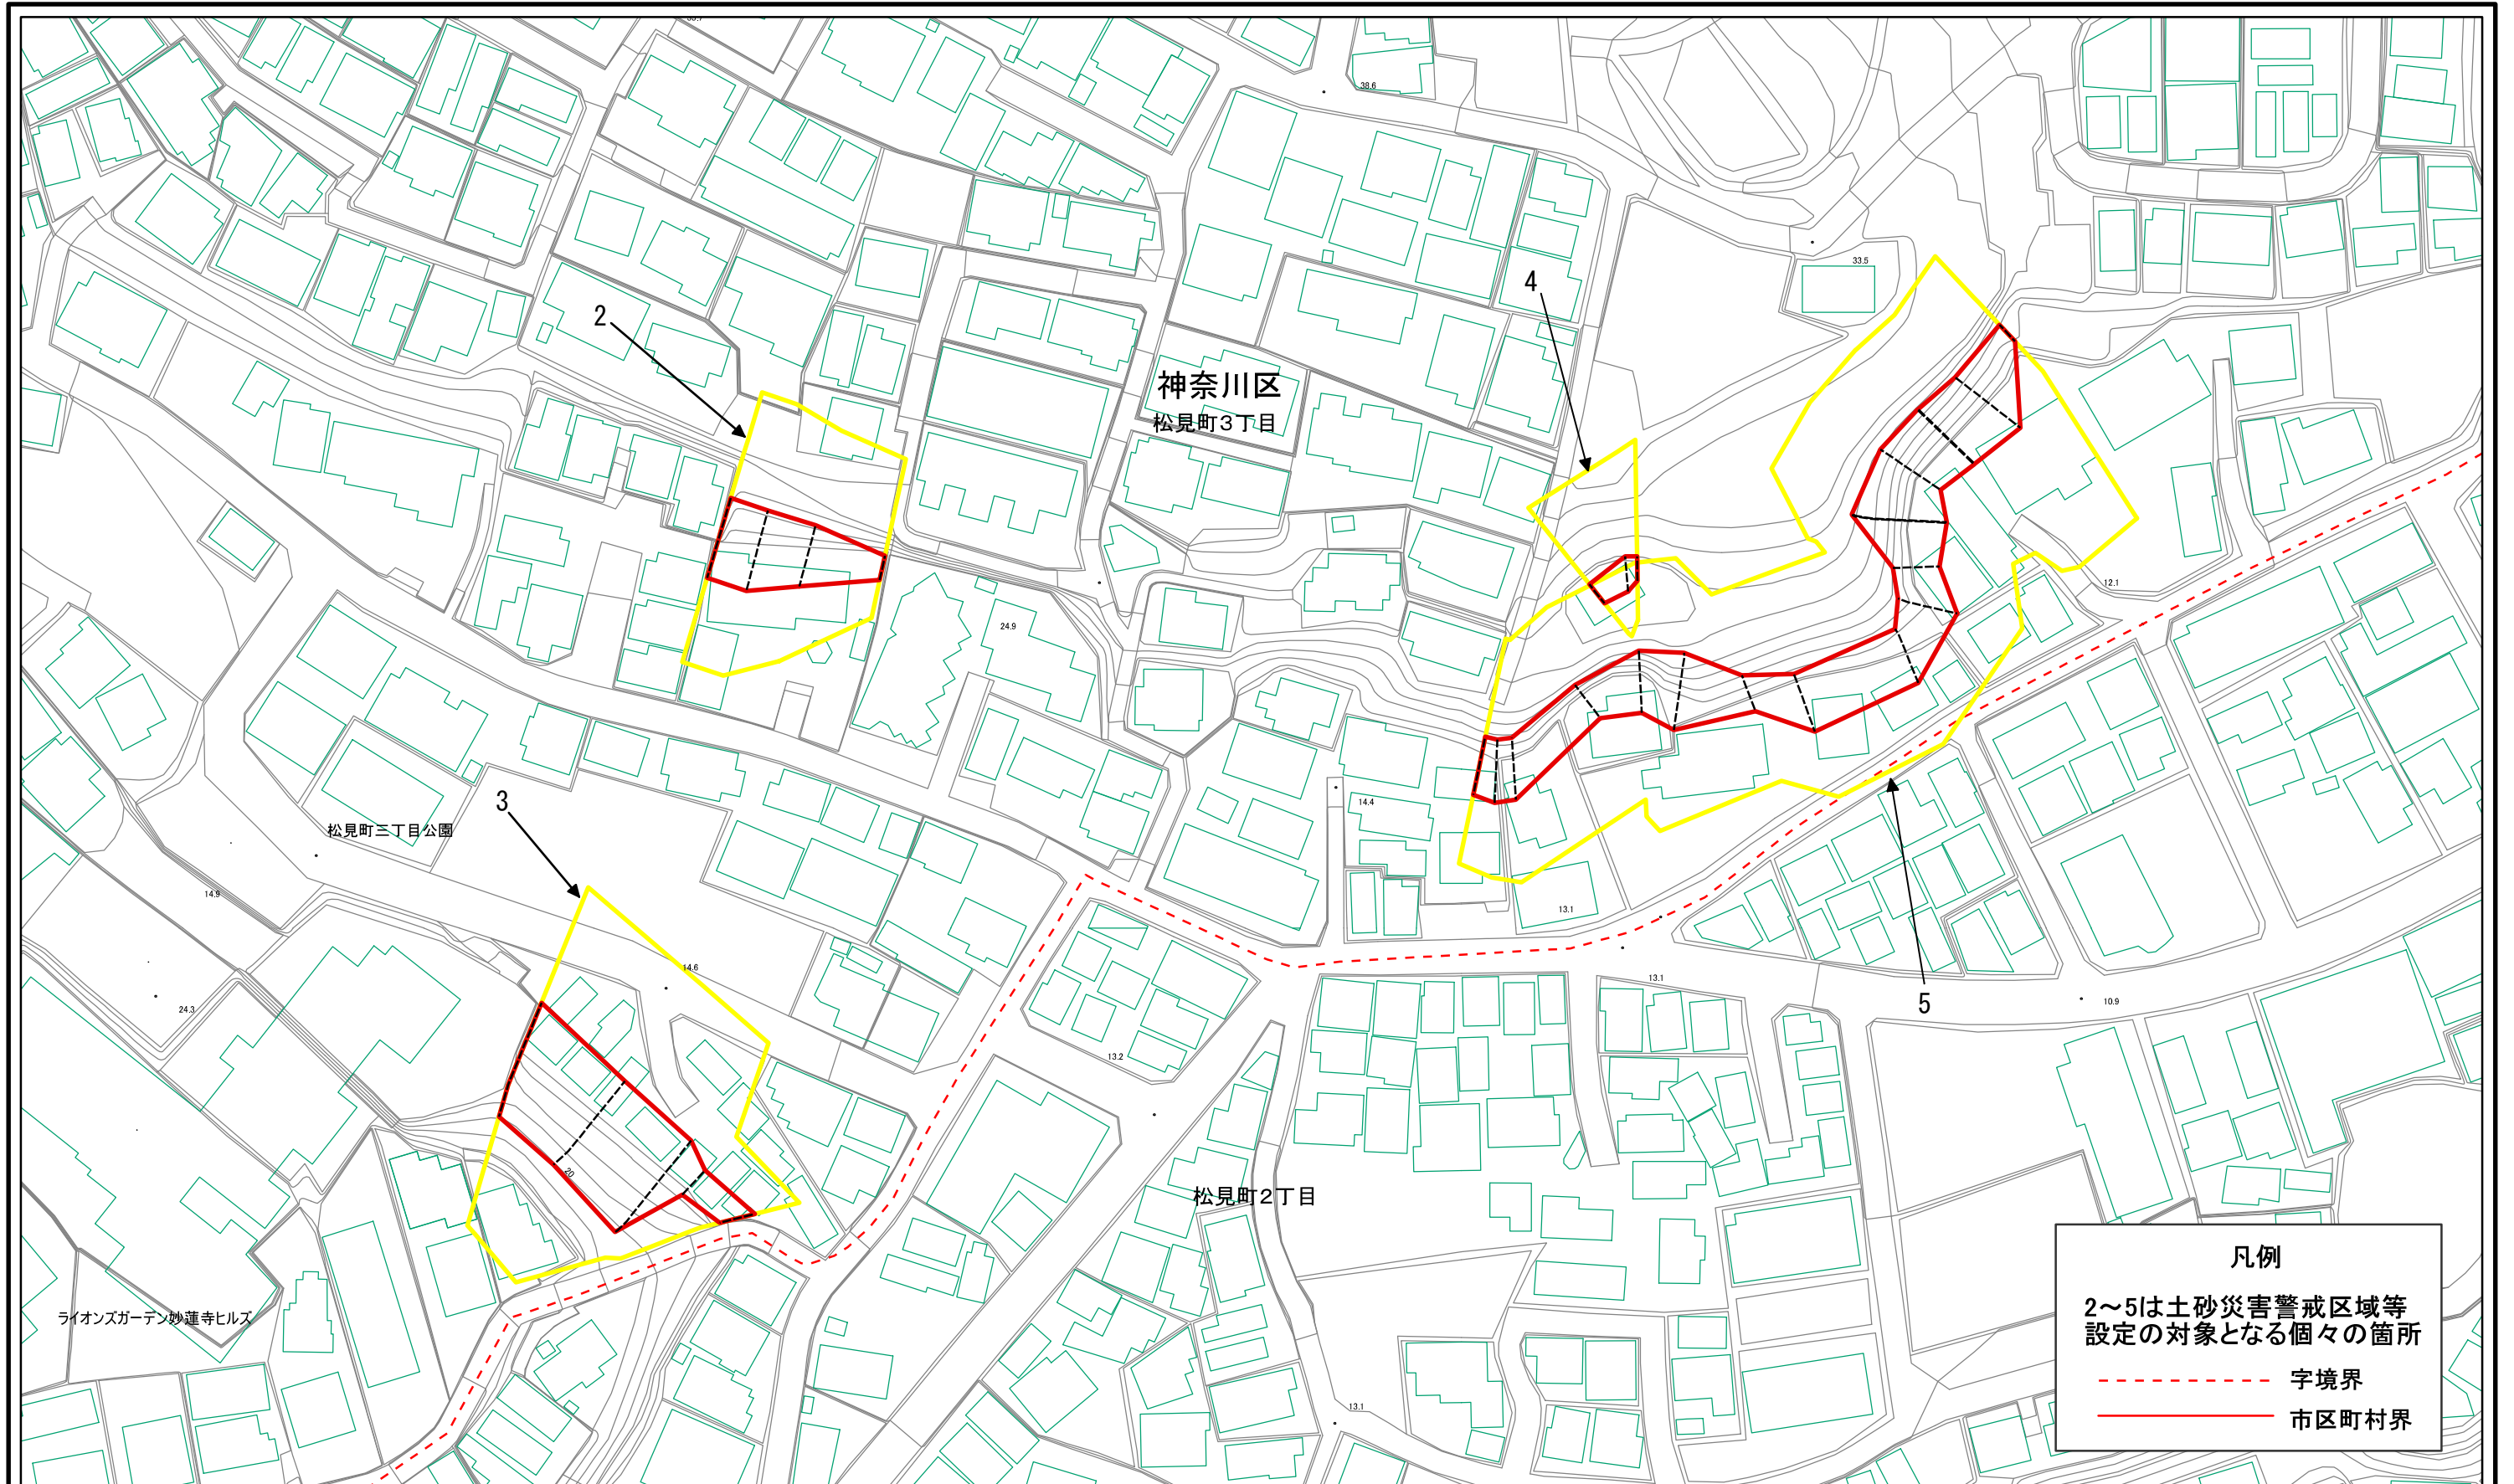 38.6
33.5
4
2
神奈川区
松見町3丁目
12.1
24.9
3
松見町三丁目公園
14.4
14.9
13.1
14.6
24.3
13.1
5
10.9
13.2
20
松見町2丁目
ライオンズガーデン妙蓮寺ヒルズ
13.1
凡例
2～5は土砂災害警戒区域等
設定の対象となる個々の箇所
字境界
市区町村界